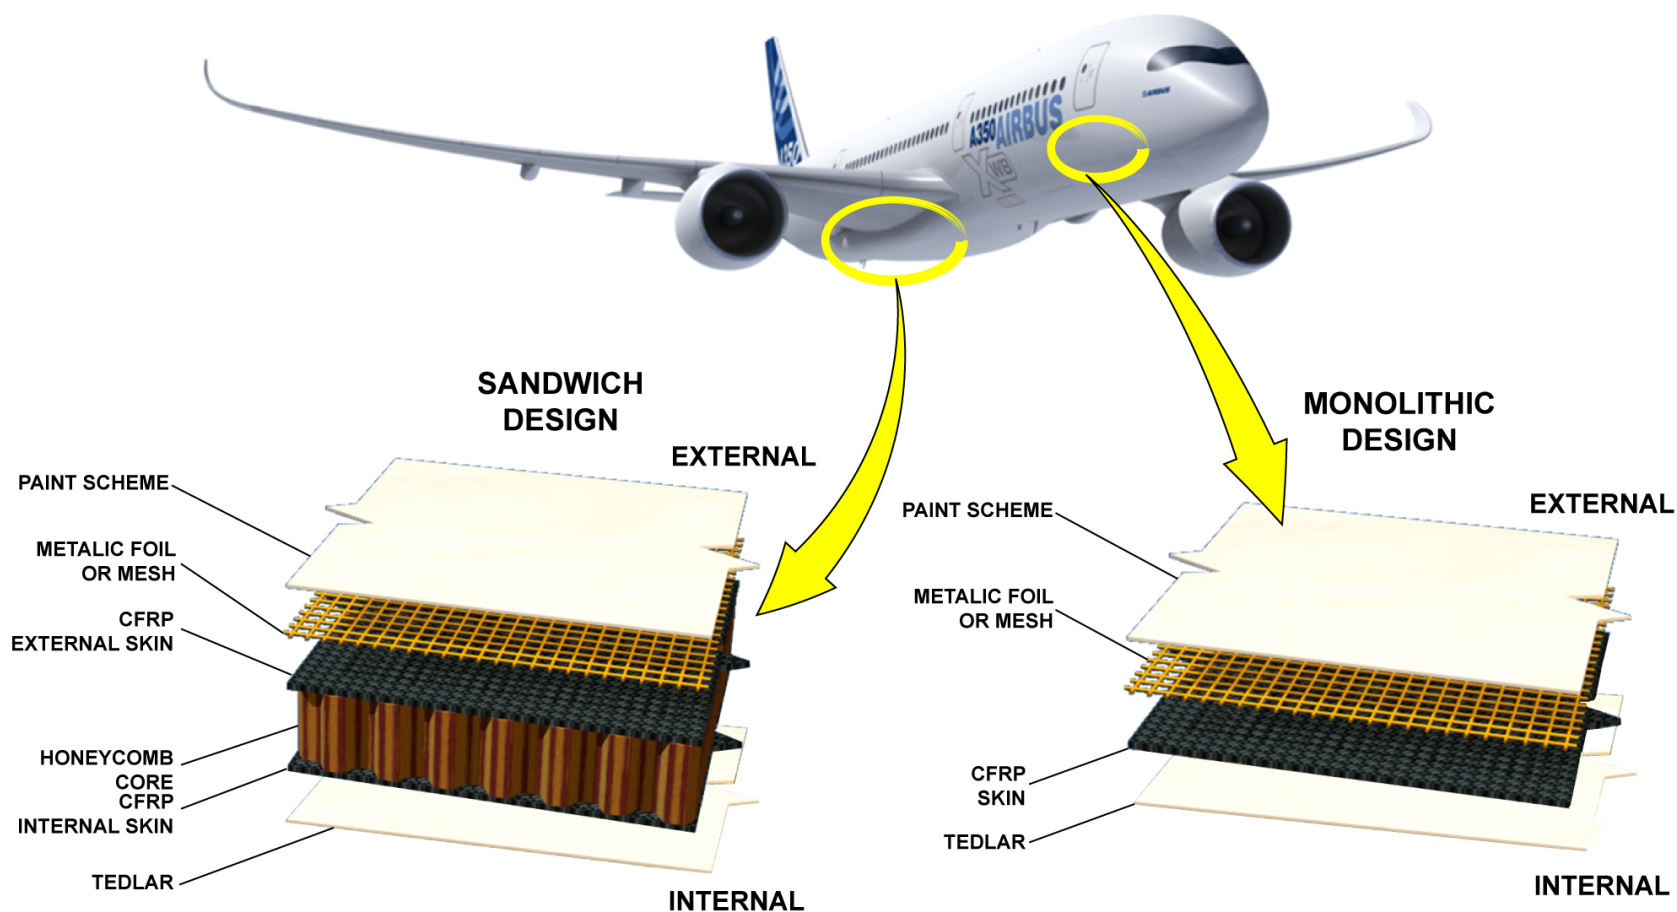 A350 AIRBUS
XWB
AIRBUS
SANDWICH
DESIGN
EXTERNAL
PAINT SCHEME
METALIC FOIL
OR MESH
CFRP
EXTERNAL SKIN
HONEYCOMB
CORE
CFRP
INTERNAL SKIN
TEDLAR
INTERNAL
MONOLITHIC
DESIGN
EXTERNAL
PAINT SCHEME
METALIC FOIL
OR MESH
CFRP
SKIN
TEDLAR
INTERNAL